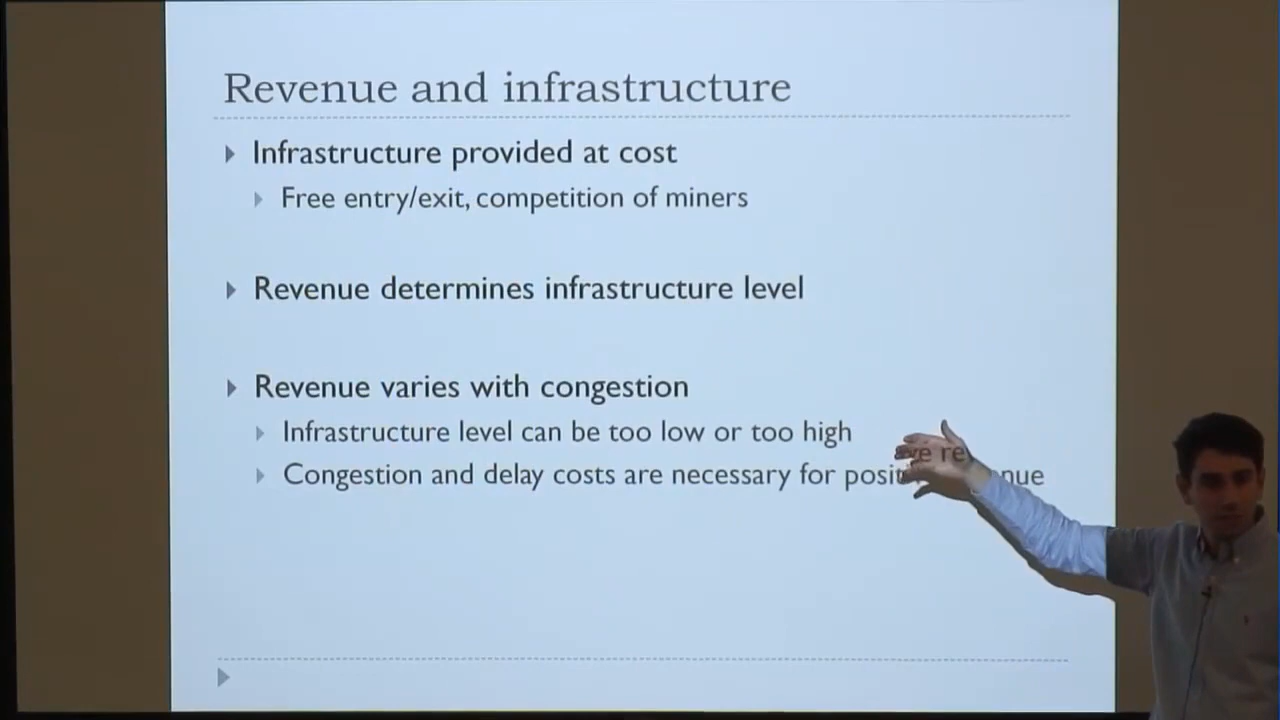 Revenue and infrastructure
Infrastructure provided at cost
Free entry/exit, competition of miners
Revenue determines infrastructure level
Revenue varies with congestion
Infrastructure level can be too low or too high
Congestion and delay costs are necessary for positive revenue